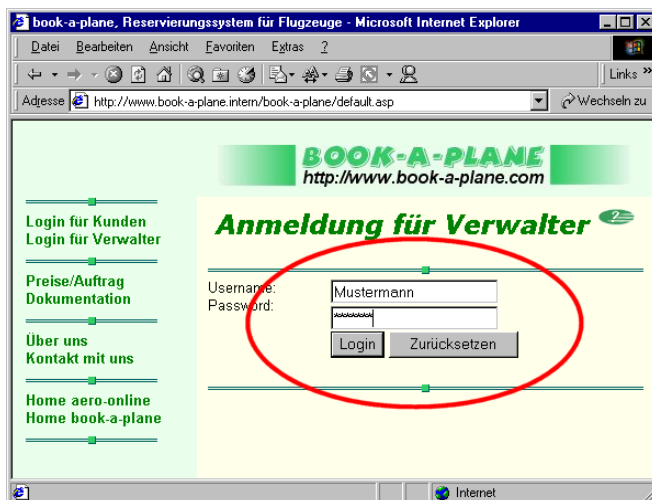 book-a-plane, Reservierungssystem für Flugzeuge - Microsoft Internet Explorer
Datei Bearbeiten Ansicht Favoriten Extras ?
Links »
Adresse http://www.book-a-plane.intern/book-a-plane/default.asp Wechseln zu
BOOK-A-PLANE
http://www.book-a-plane.com
Login für Kunden
Login für Verwalter
Preise/Auftrag
Dokumentation
Über uns
Kontakt mit uns
Home aero-online
Home book-a-plane
Anmeldung für Verwalter ?
Username: Mustermann
Password: *******
Login Zurücksetzen
Internet